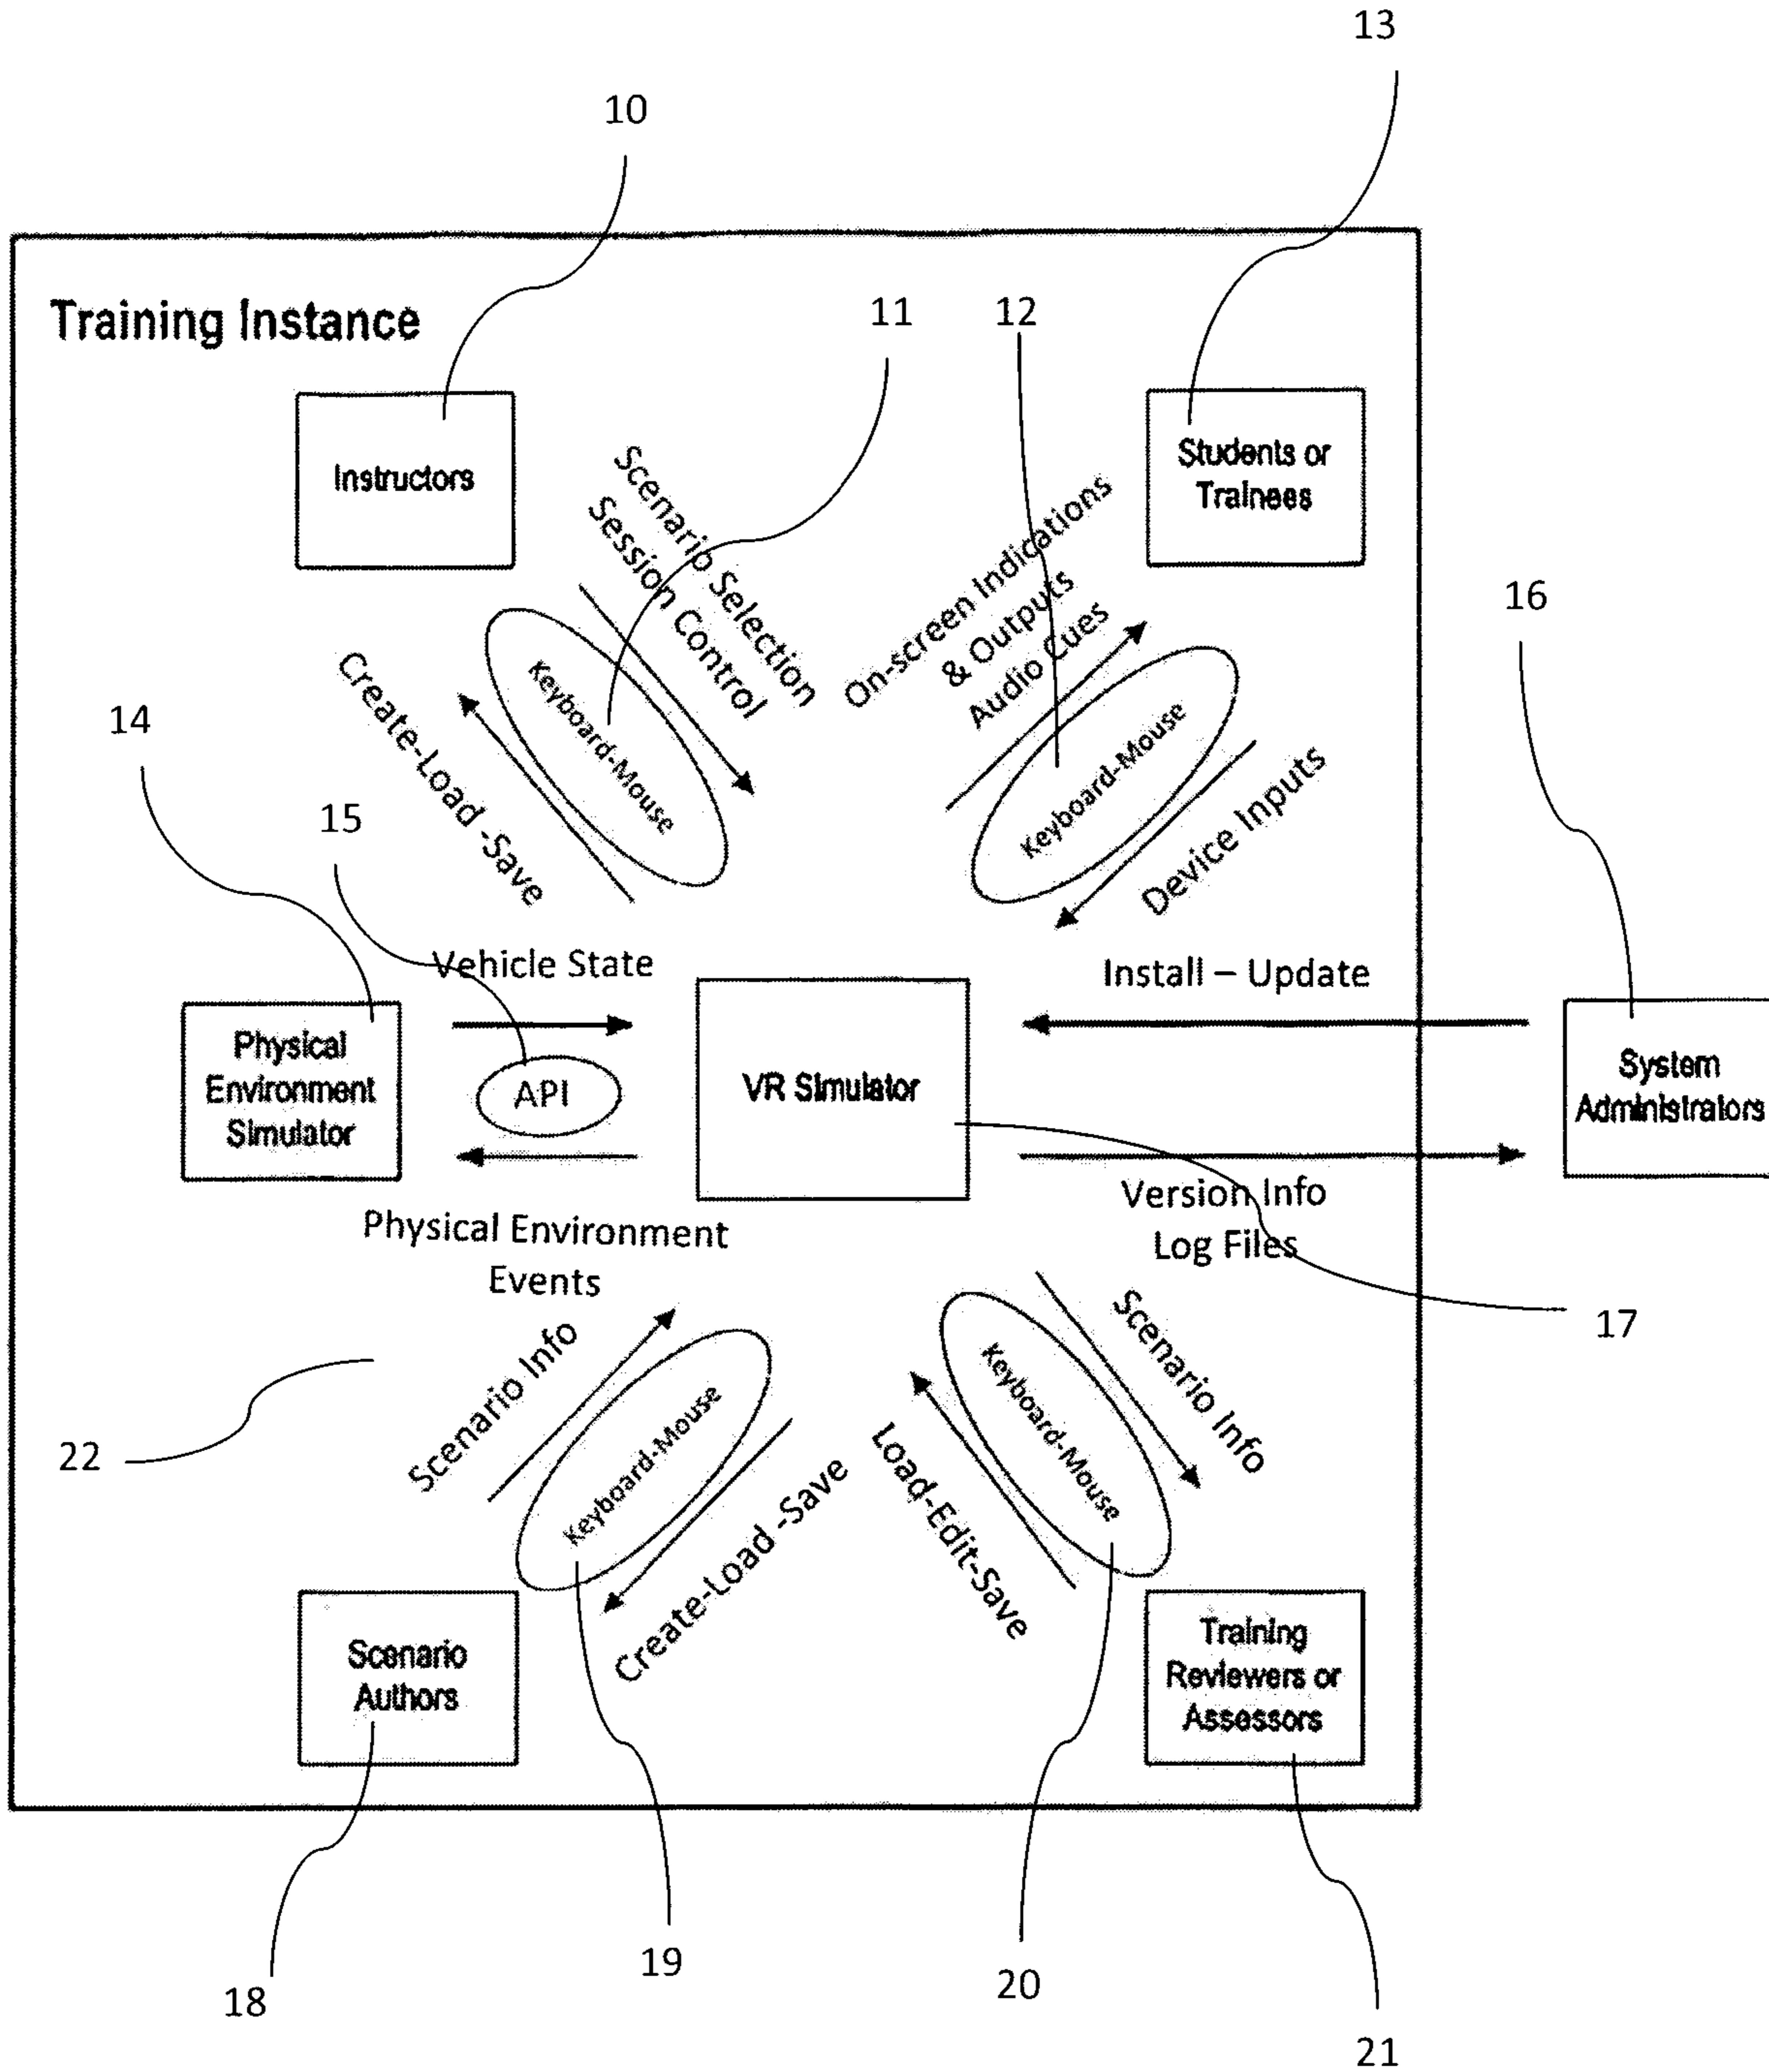 13
10
Training Instance
11
12
Instructors
Students or
Trainees
Scenario Selection
Session Control
On-screen Indications
& Outputs
Audio Cues
16
Keyboard-Mouse
Keyboard-Mouse
Create-Load -Save
Device Inputs
14
15
Vehicle State
Install – Update
Physical
Environment
Simulator
API
VR Simulator
System
Administrators
Physical Environment
Events
Version Info
Log Files
17
22
Scenario Info
Keyboard-Mouse
Create-Load -Save
Scenario Info
Keyboard-Mouse
Load-Edit-Save
Scenario
Authors
Training
Reviewers or
Assessors
19
20
18
21